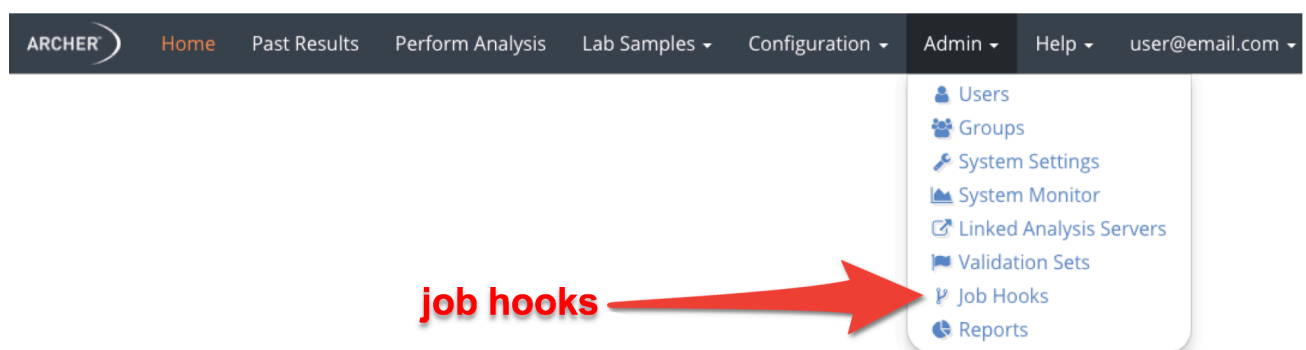 ARCHER Home Past Results Perform Analysis Lab Samples Configuration Admin Help user@email.com
Users
Groups
System Settings
System Monitor
Linked Analysis Servers
Validation Sets
job hooks Job Hooks
Reports